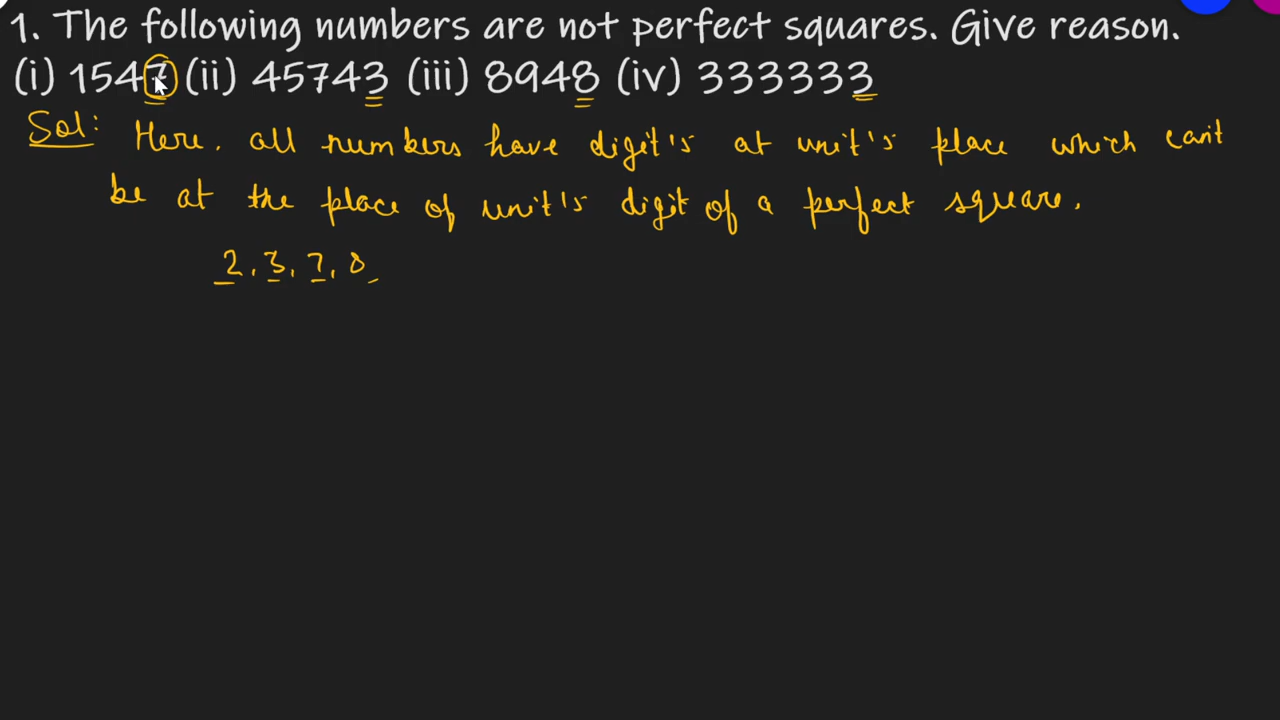 1. The following numbers are not perfect squares. Give reason.
(i) 1547 (ii) 45743 (iii) 8948 (iv) 333333
Sol: Here, all numbers have digit's at unit's place which can't
be at the place of unit's digit of a perfect square.
2, 3, 7, 8